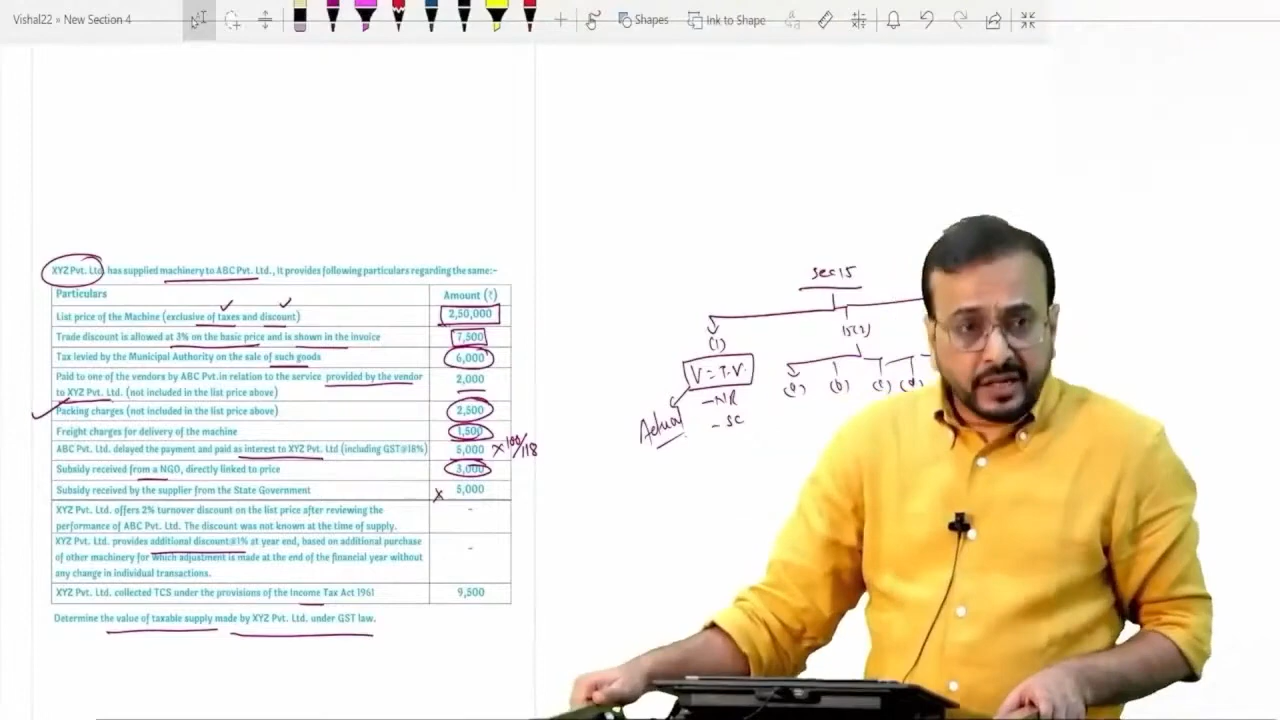 Vishal22 » New Section 4
Shapes
Ink to Shape
XYZ Pvt. Ltd. has supplied machinery to ABC Pvt. Ltd., it provides following particulars regarding the same:-
Particulars Amount (₹)
List price of the Machine (exclusive of taxes and discount) 2,50,000
Trade discount is allowed at 3% on the basic price and is shown in the invoice 7,500
Tax levied by the Municipal Authority on the sale of such goods 6,000
Paid to one of the vendors by ABC Pvt.in relation to the service provided by the vendor 2,000
to XYZ Pvt. Ltd. (not included in the list price above)
Packing charges (not included in the list price above) 2,500
Freight charges for delivery of the machine 1,500
ABC Pvt. Ltd. delayed the payment and paid as interest to XYZ Pvt. Ltd (including GST@18%) 5,000 x 100/118
Subsidy received from a NGO, directly linked to price 3,000
Subsidy received by the supplier from the State Government x 5,000
XYZ Pvt. Ltd. offers 2% turnover discount on the list price after reviewing the -
performance of ABC Pvt. Ltd. The discount was not known at the time of supply.
XYZ Pvt. Ltd. provides additional discount@1% at year end, based on additional purchase -
of other machinery for which adjustment is made at the end of the financial year without
any change in individual transactions.
XYZ Pvt. Ltd. collected TCS under the provisions of the Income Tax Act 1961 9,500
Determine the value of taxable supply made by XYZ Pvt. Ltd. under GST law.
sec 15
(1) 15(2)
V = T.V. (a) (b) (c) (d)
- NR
- SC
Actual